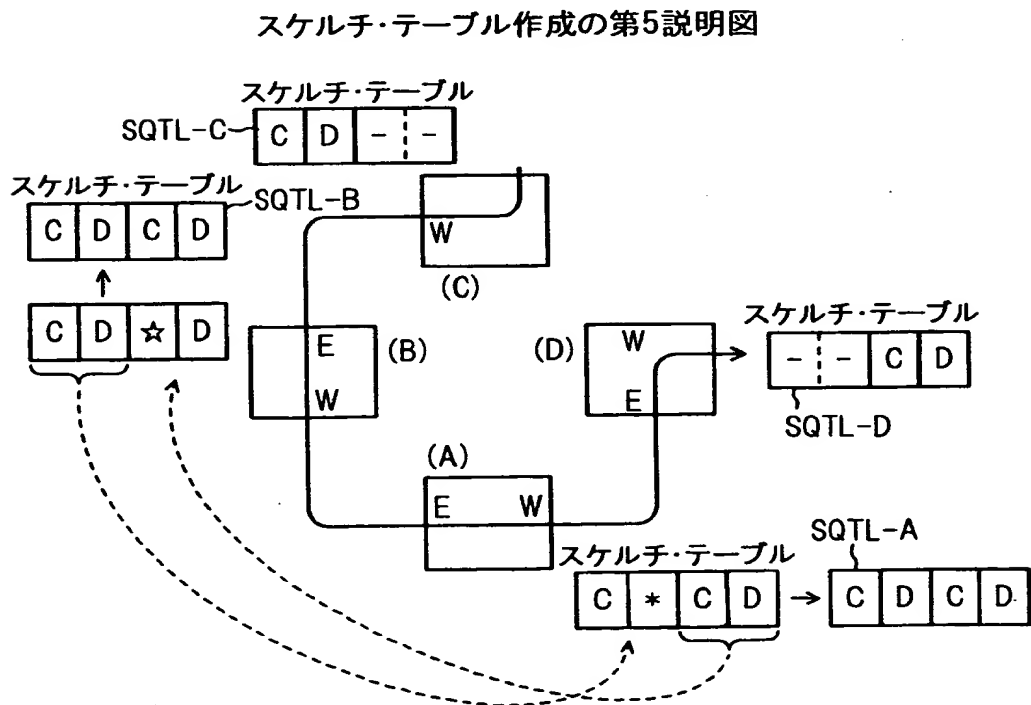 スケルチ・テーブル作成の第5説明図
スケルチ・テーブル
SQTL-C
C D - -
スケルチ・テーブル
SQTL-B
C D C D
W
(C)
C D ☆ D
E
(B)
W
(D)
W
E
スケルチ・テーブル
- - C D
SQTL-D
(A)
E W
SQTL-A
スケルチ・テーブル
C * C D
C D C D